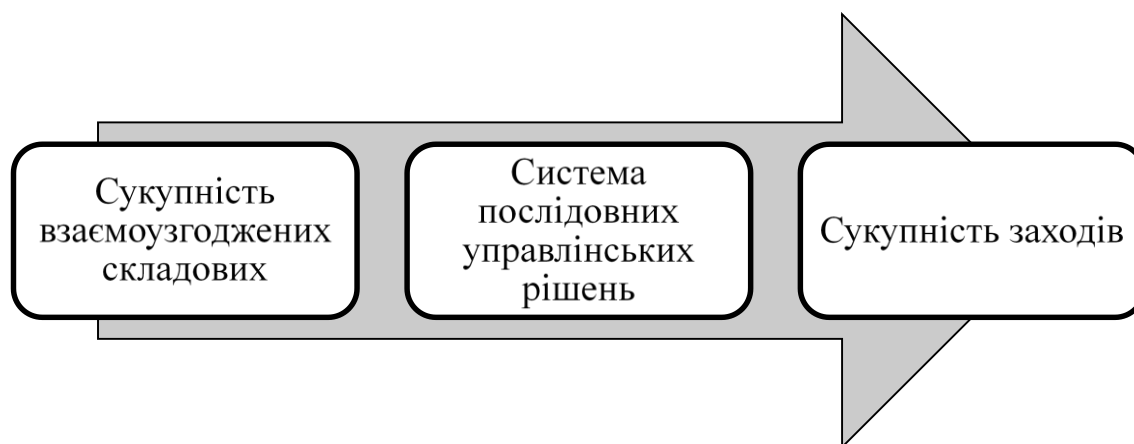 Сукупність
взаємоузгоджених
складових
Система
послідовних
управлінських
рішень
Сукупність заходів